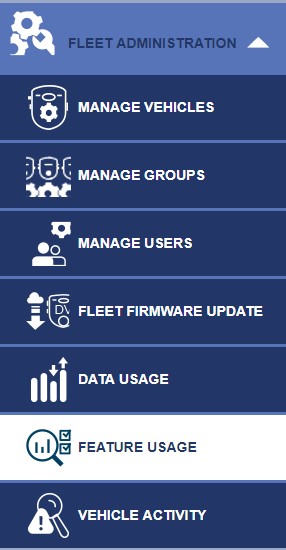 FLEET ADMINISTRATION
MANAGE VEHICLES
MANAGE GROUPS
MANAGE USERS
FLEET FIRMWARE UPDATE
DATA USAGE
FEATURE USAGE
VEHICLE ACTIVITY